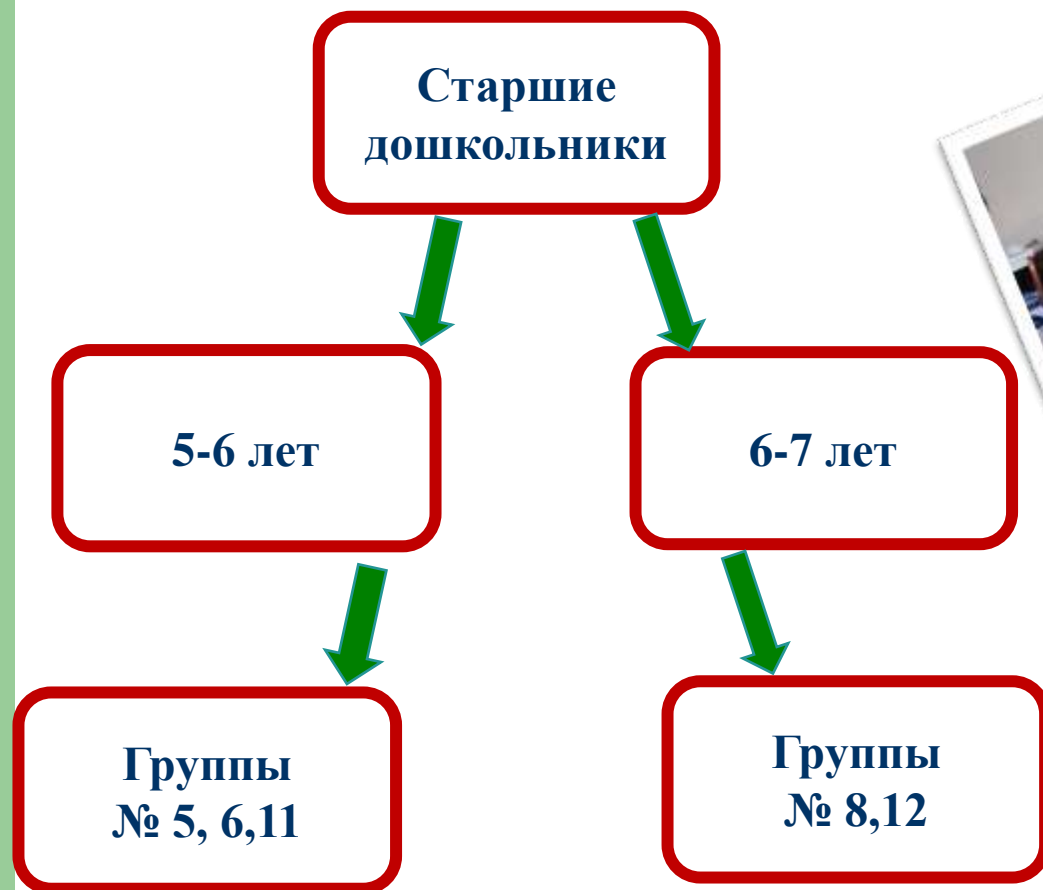 Старшие
дошкольники
5-6 лет
6-7 лет
Группы
№ 5, 6,11
Группы
№ 8,12